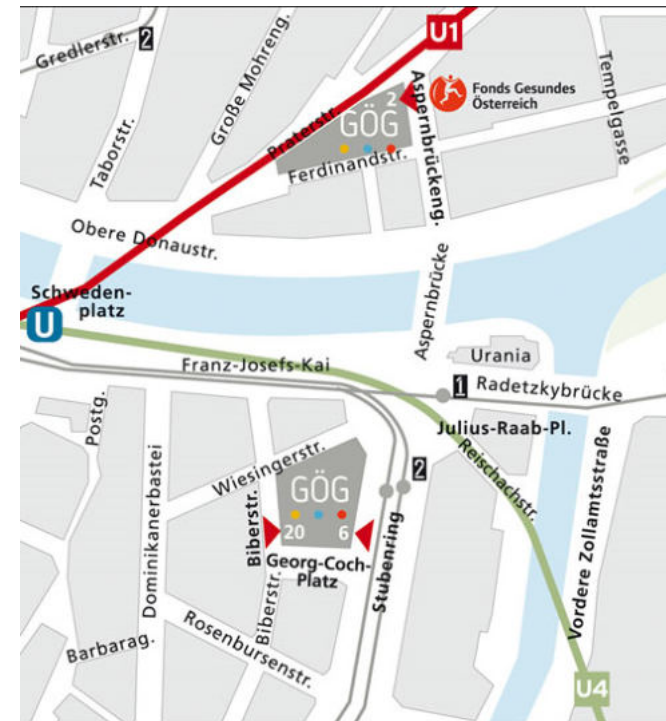 U1
2
Gredlerstr.
Große Mohreng.
Fonds Gesundes
Österreich
2
GÖG
Praterstr.
Aspernbrückeng.
Tempelgasse
Taborstr.
Ferdinandstr.
Obere Donaustr.
Aspernbrücke
Schweden-
platz
U
Urania
Franz-Josefs-Kai
1
Radetzkybrücke
Postg.
Julius-Raab-Pl.
Dominikanerbastei
Wiesingerstr.
2
Reischachstr.
Vordere Zollamtsstraße
GÖG
Biberstr.
20
6
Georg-Coch-
Platz
Stubenring
Biberstr.
Rosenbursenstr.
Barbarag.
U4